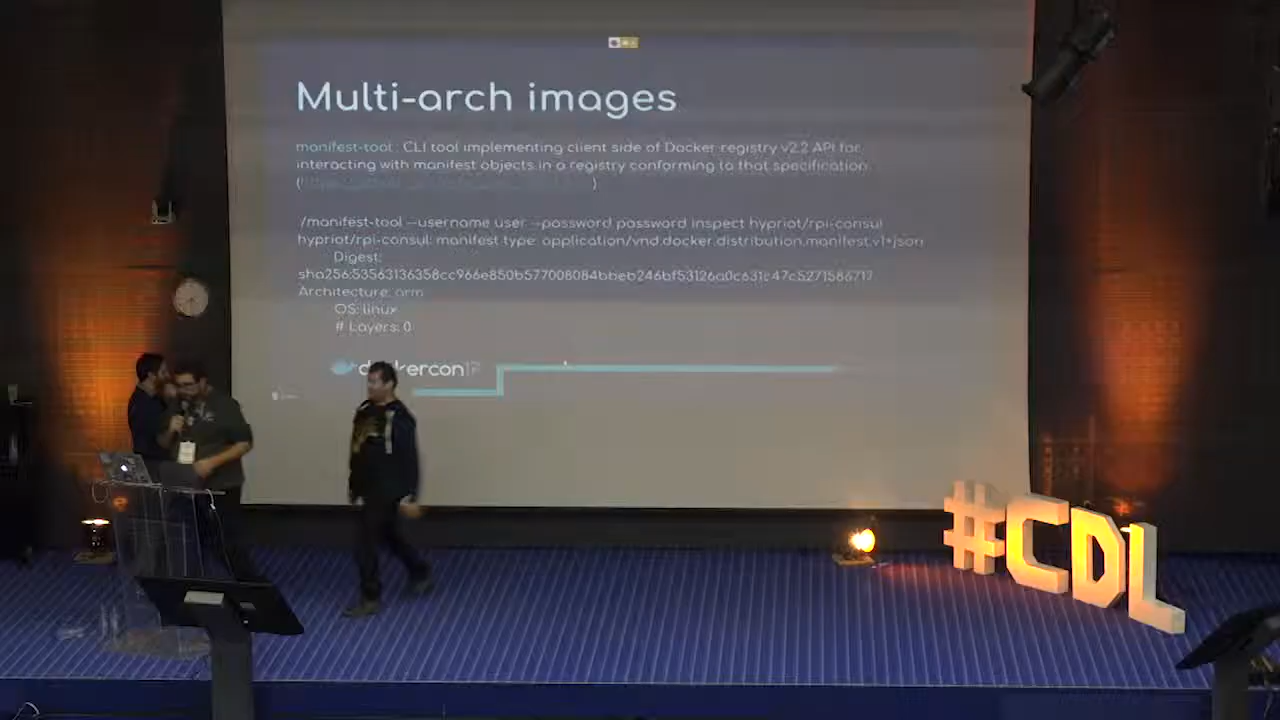 Multi-arch images
manifest-tool : CLI tool implementing client side of Docker registry v2.2 API for
interacting with manifest objects in a registry conforming to that specification
( )
/manifest-tool --username user --password password inspect hypriot/rpi-consul
hypriot/rpi-consul: manifest type: application/vnd.docker.distribution.manifest.v1+json
Digest:
Architecture: arm
OS: linux
# Layers: 0
dockercon17
#CDL